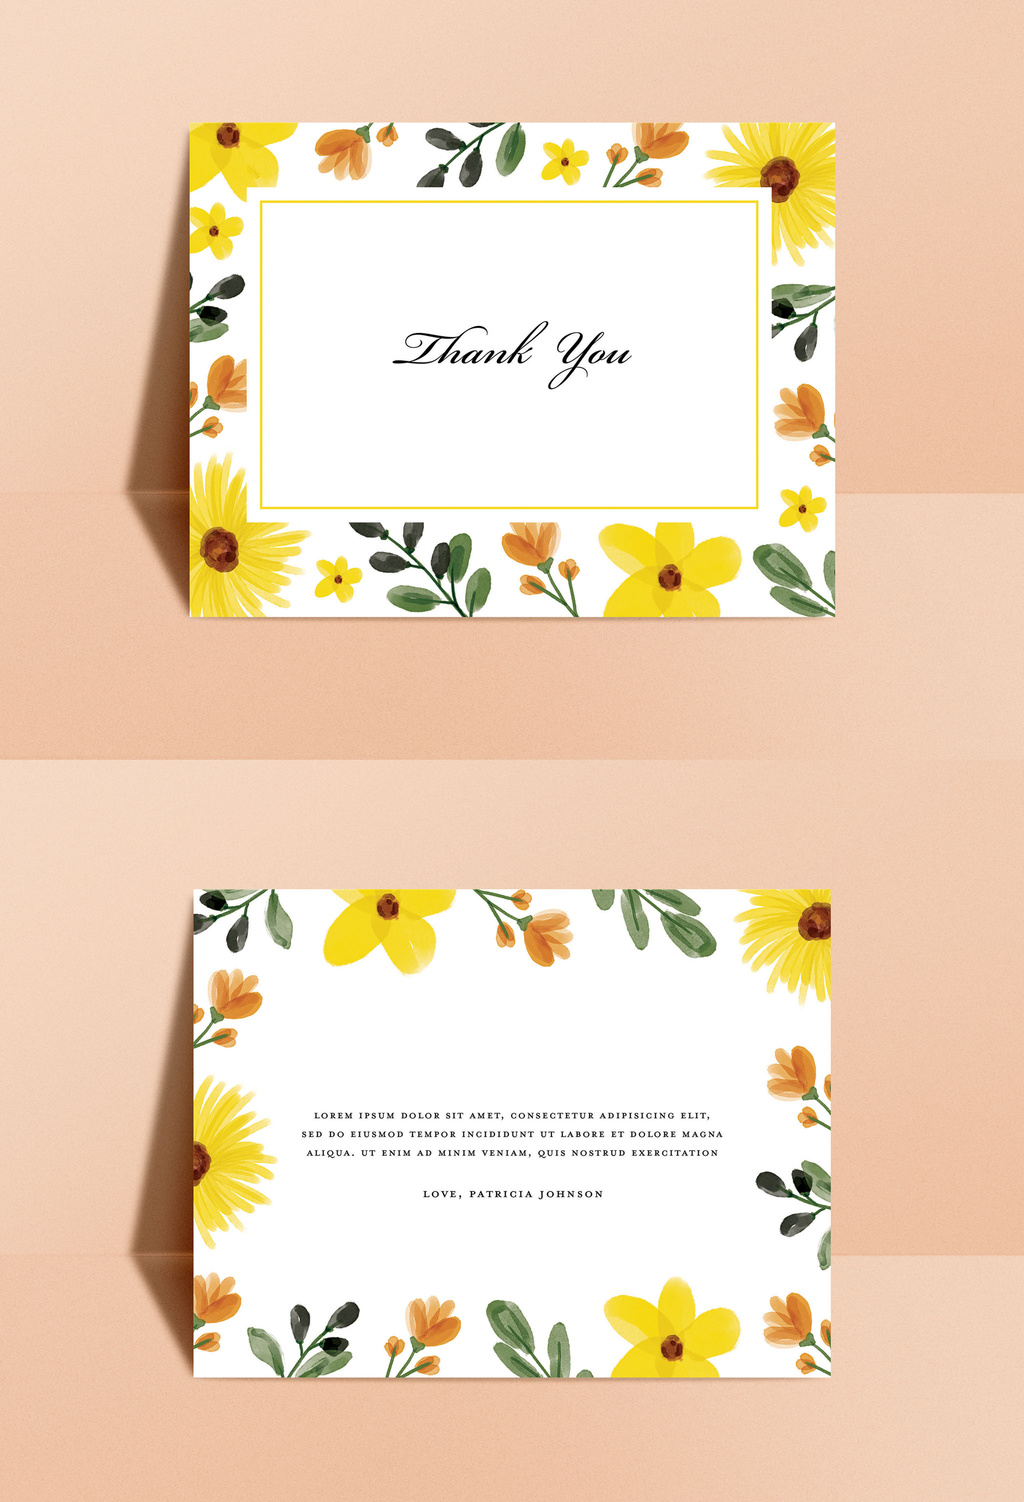 Thank You
LOREM IPSUM DOLOR SIT AMET, CONSECTETUR ADIPISICING ELIT,
SED DO EIUSMOD TEMPOR INCIDIDUNT UT LABORE ET DOLORE MAGNA
ALIQUA. UT ENIM AD MINIM VENIAM, QUIS NOSTRUD EXERCITATION
LOVE, PATRICIA JOHNSON